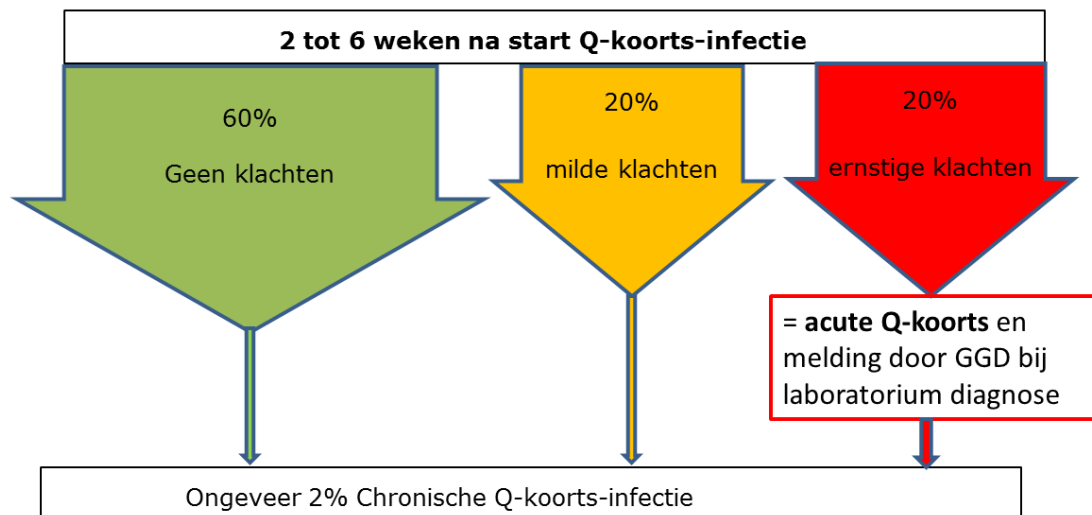 2 tot 6 weken na start Q-koorts-infectie
60%
Geen klachten
20%
milde klachten
20%
ernstige klachten
= acute Q-koorts en
melding door GGD bij
laboratorium diagnose
Ongeveer 2% Chronische Q-koorts-infectie